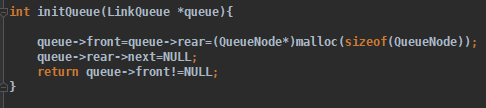 int initQueue(LinkQueue *queue){
queue->front=queue->rear=(QueueNode*)malloc(sizeof(QueueNode));
queue->rear->next=NULL;
return queue->front!=NULL;
}